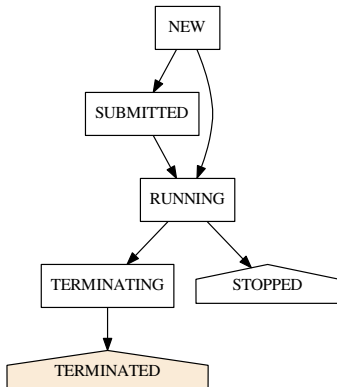 NEW
SUBMITTED
RUNNING
TERMINATING
STOPPED
TERMINATED